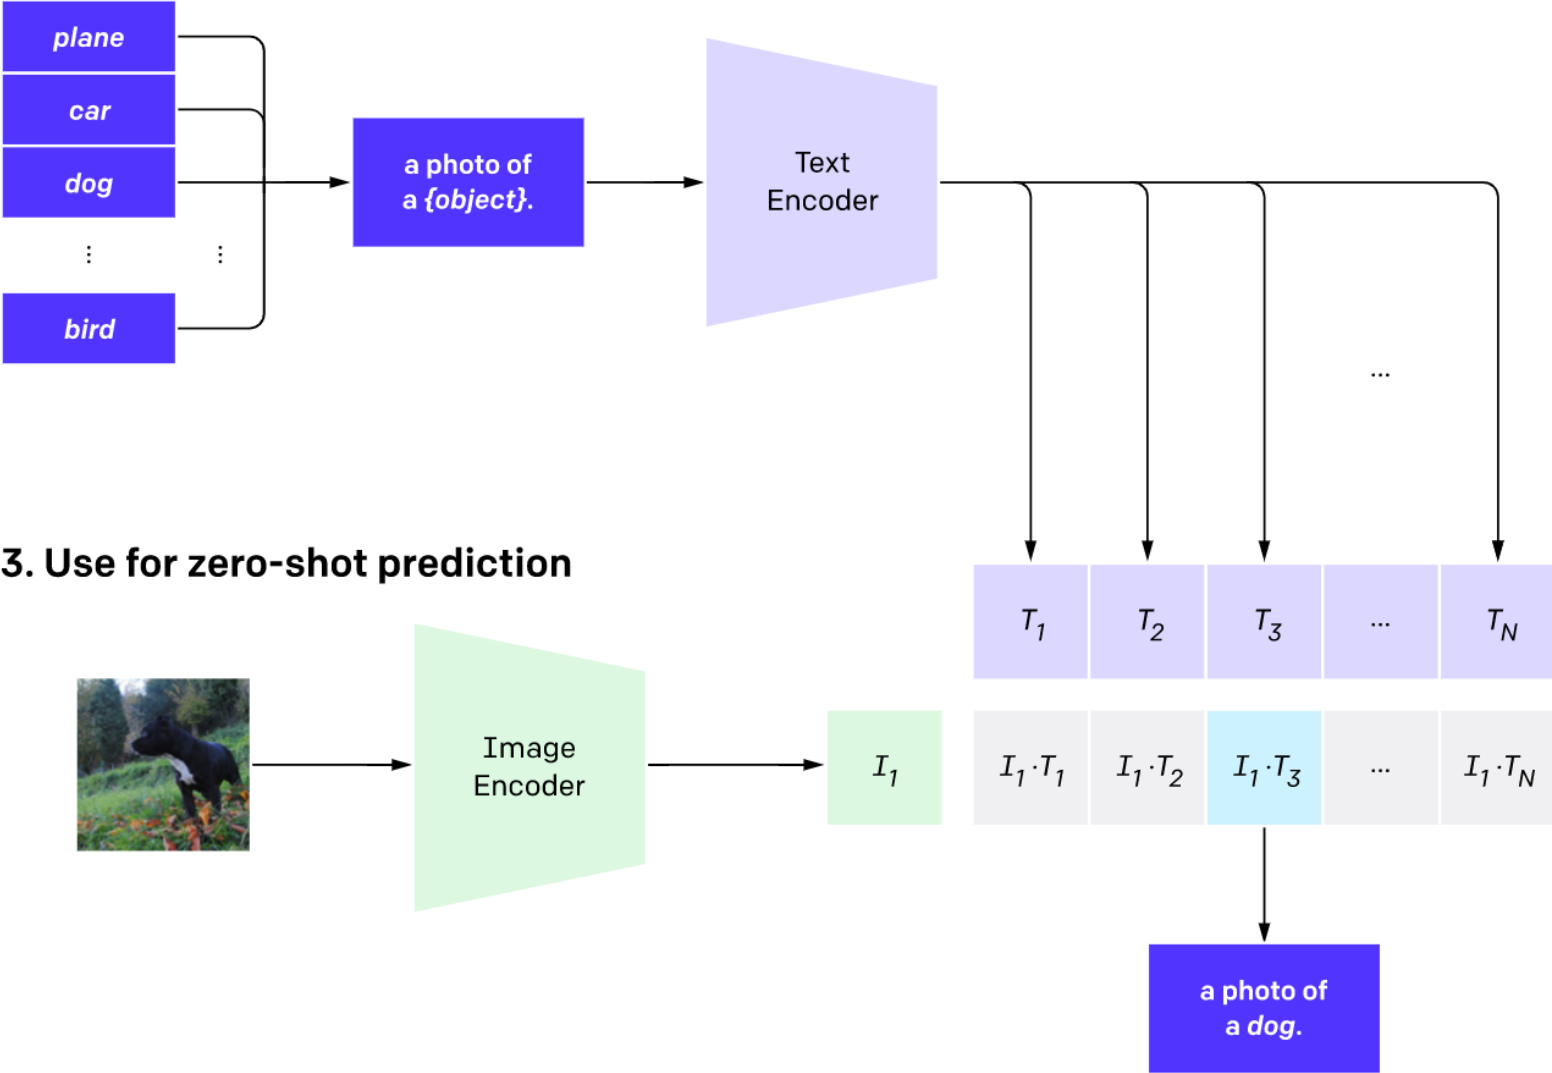 plane
car
dog
⋮ ⋮
bird
a photo of
a {object}.
Text
Encoder
...
3. Use for zero-shot prediction
T1 T2 T3 ... TN
Image
Encoder
I1 I1·T1 I1·T2 I1·T3 ... I1·TN
a photo of
a dog.